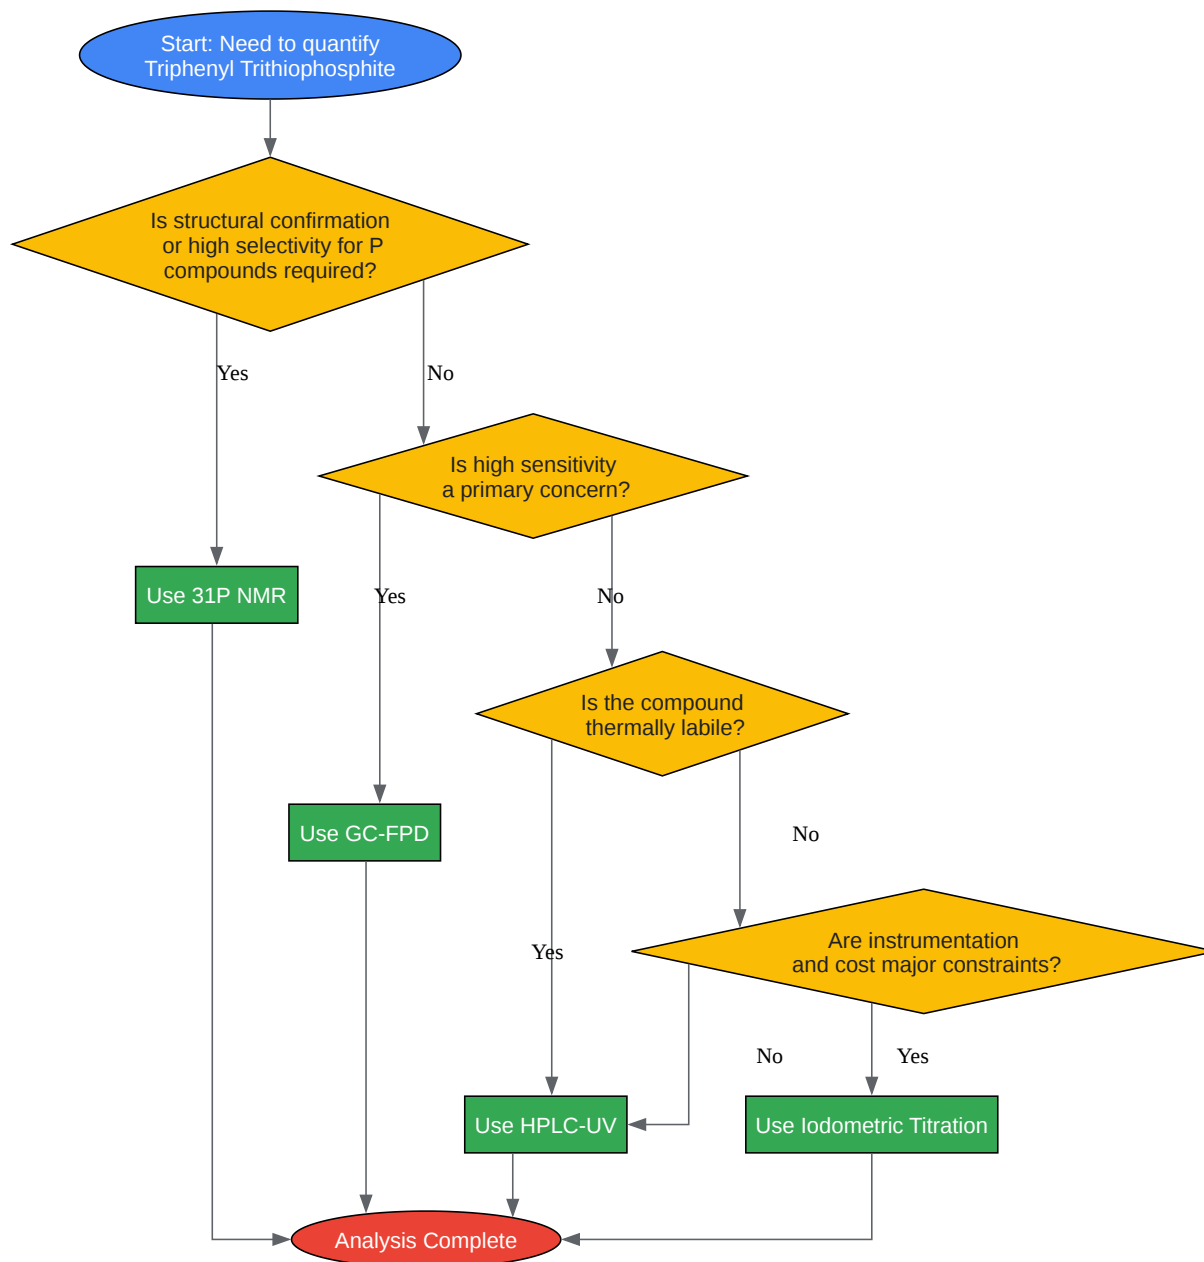 Start: Need to quantify
Triphenyl Trithiophosphite
Is structural confirmation
or high selectivity for P
compounds required?
Yes
No
Is high sensitivity
a primary concern?
Use 31P NMR
Yes
No
Is the compound
thermally labile?
Use GC-FPD
No
Yes
Are instrumentation
and cost major constraints?
No
Yes
Use HPLC-UV
Use Iodometric Titration
Analysis Complete